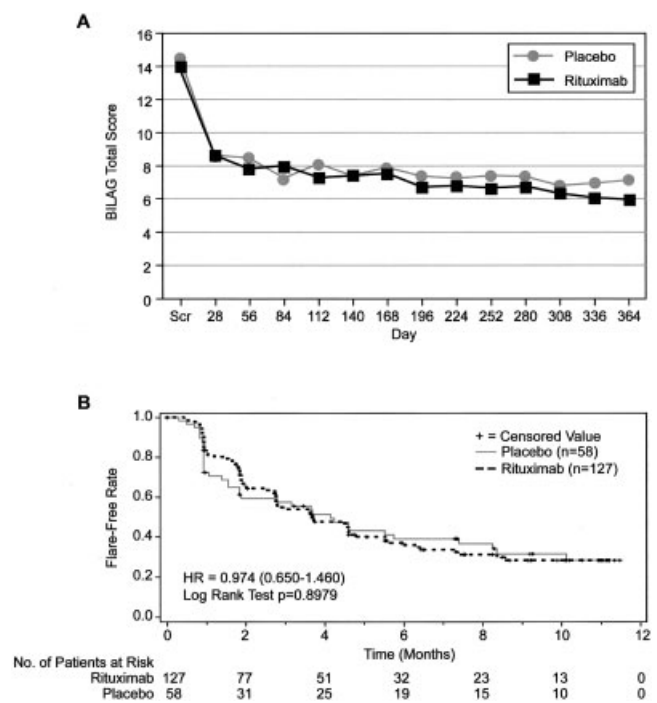 A
16
14
12
10
8
6
4
2
0
BILAG Total Score
Placebo
Rituximab
Scr 28 56 84 112 140 168 196 224 252 280 308 336 364
Day
B
1.0
0.8
0.6
0.4
0.2
0.0
Flare-Free Rate
+ = Censored Value
Placebo (n=58)
Rituximab (n=127)
HR = 0.974 (0.650-1.460)
Log Rank Test p=0.8979
0 2 4 6 8 10 12
Time (Months)
No. of Patients at Risk
Rituximab 127 77 51 32 23 13 0
Placebo 58 31 25 19 15 10 0